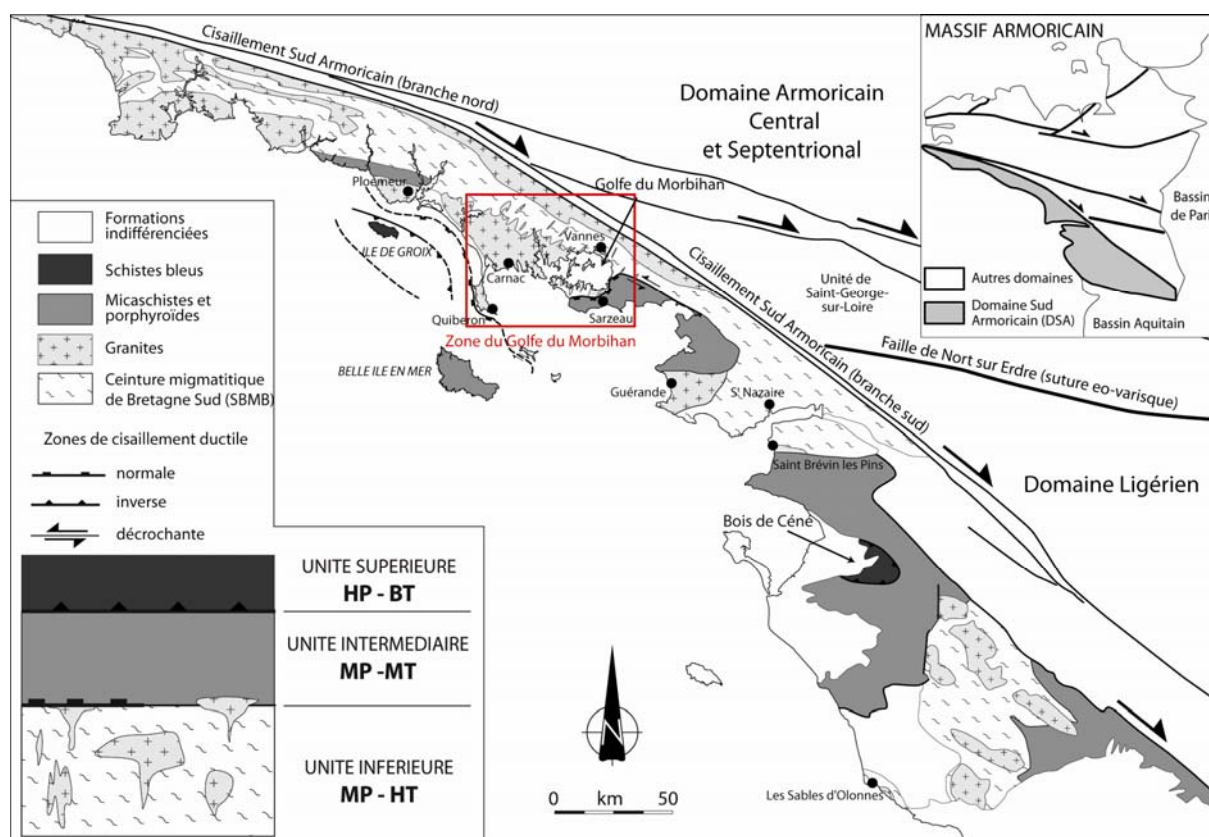 Cisaillement Sud Armoricain (branche nord)
Domaine Armoricain
Central
et Septentrional
Golfe du Morbihan
MASSIF ARMORICAIN
Bassin
de Pari
Autres domaines
Domaine Sud
Armoricain (DSA)
Bassin Aquitain
Formations
indifférenciées
Schistes bleus
Micaschistes et
porphyroïdes
Granites
Ceinture migmatitique
de Bretagne Sud (SBMB)
Zones de cisaillement ductile
normale
inverse
décrochante
UNITE SUPERIEURE
HP - BT
UNITE INTERMEDIAIRE
MP -MT
UNITE INFERIEURE
MP - HT
Ploemeur
ILE DE GROIX
Vannes
Carnac
Quiberon
Sarzeau
Zone du Golfe du Morbihan
BELLE ILE EN MER
Cisaillement Sud Armoricain (branche sud)
Unité de
Saint-George-
sur-Loire
Faille de Nort sur Erdre (suture eo-varisque)
Guérande
St Nazaire
Saint Brévin les Pins
Domaine Ligérien
Bois de Céné
N
0 km 50
Les Sables d'Olonnes